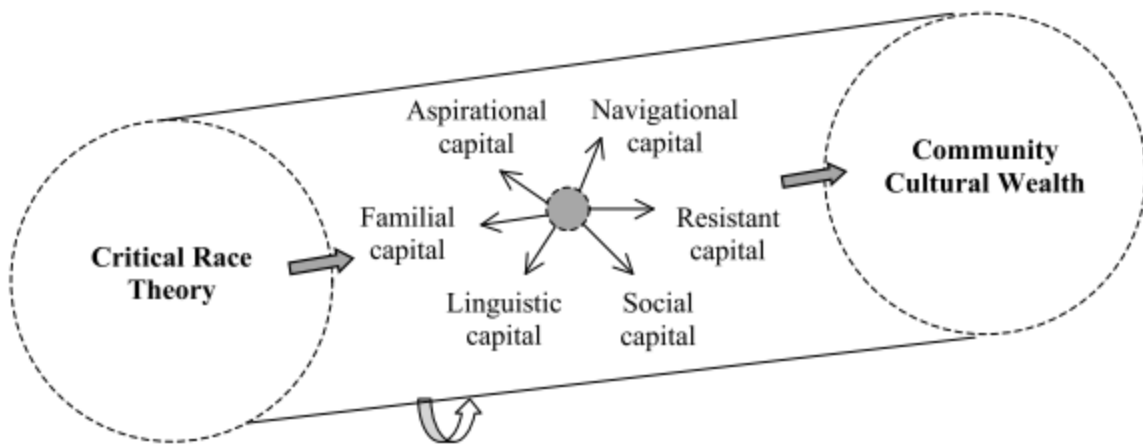 Aspirational
capital
Navigational
capital
Community
Cultural Wealth
Familial
capital
Resistant
capital
Critical Race
Theory
Linguistic
capital
Social
capital